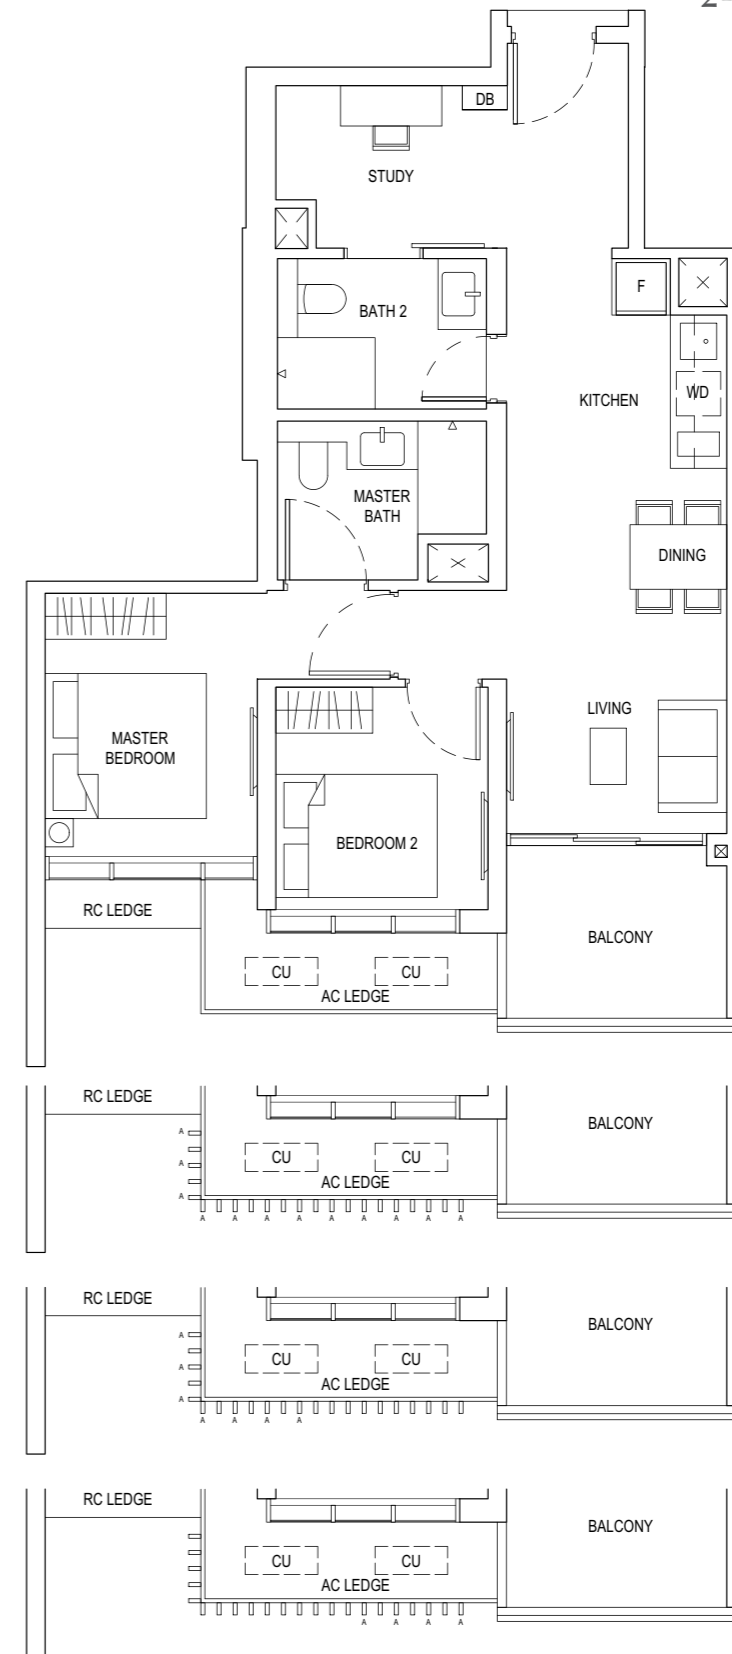 DB
STUDY
F
BATH 2
WD
KITCHEN
MASTER
BATH
DINING
LIVING
MASTER
BEDROOM
BEDROOM 2
RC LEDGE
BALCONY
CU CU
AC LEDGE
RC LEDGE
BALCONY
A
CU CU
A
AC LEDGE
A
A A A A A A A A A
RC LEDGE
BALCONY
A
CU CU
A
AC LEDGE
A
A A A A
RC LEDGE
BALCONY
CU CU
AC LEDGE
A A A A